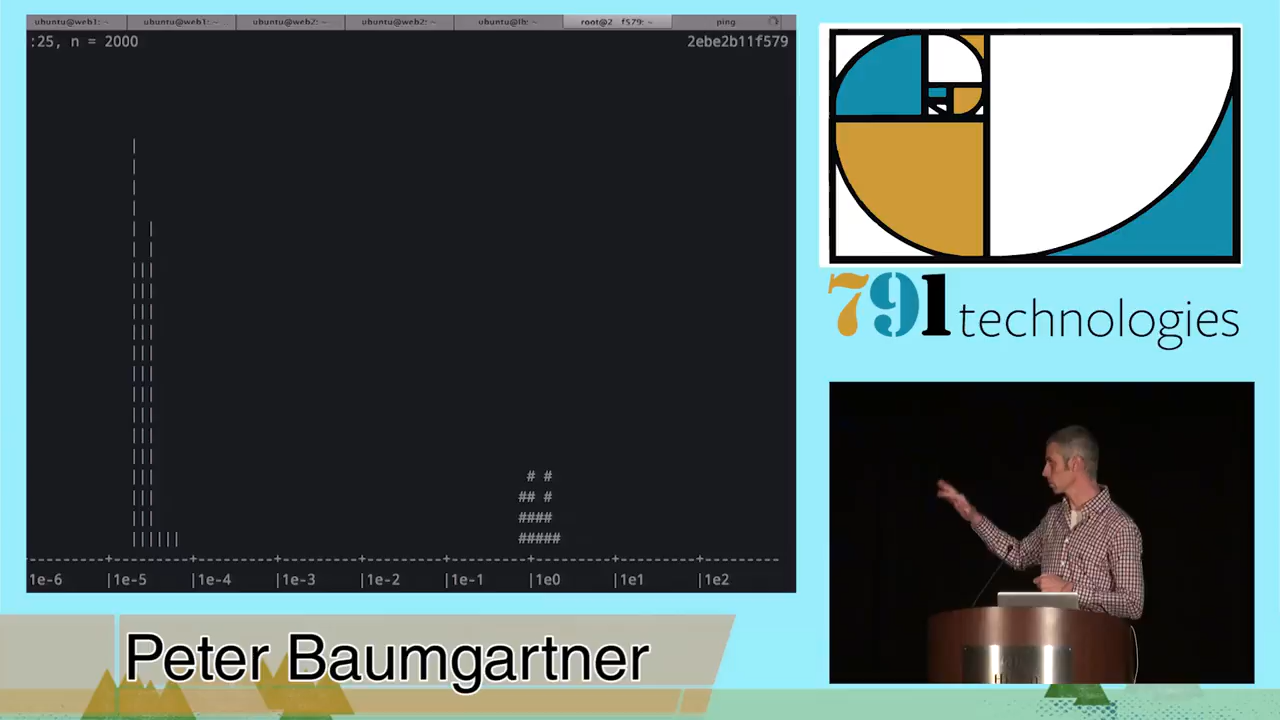 ubuntu@web1: ~ ubuntu@web1: ~ ubuntu@web2: ~ ubuntu@web2: ~ ubuntu@lb: ~ root@2 f579: ~ ping
:25, n = 2000 2ebe2b11f579
|1e-6 |1e-5 |1e-4 |1e-3 |1e-2 |1e-1 |1e0 |1e1 |1e2
791 technologies
Peter Baumgartner